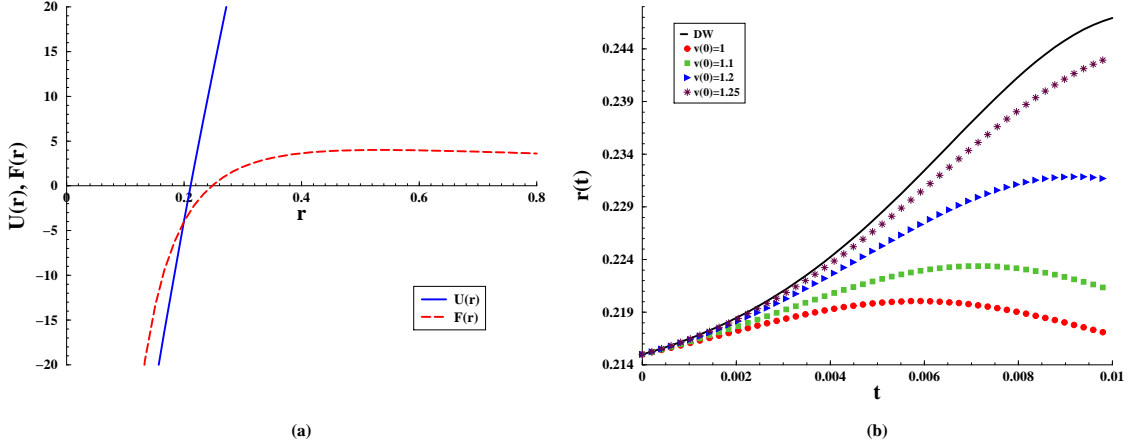 20
15
10
5
0
−5
−10
−15
−20
0
0.2
0.4
0.6
0.8
r
U(r), F(r)
U(r)
F(r)
(a)
0.244
0.239
0.234
0.229
0.224
0.219
0.214
0
0.002
0.004
0.006
0.008
0.01
t
r(t)
DW
v(0)=1
v(0)=1.1
v(0)=1.2
v(0)=1.25
(b)